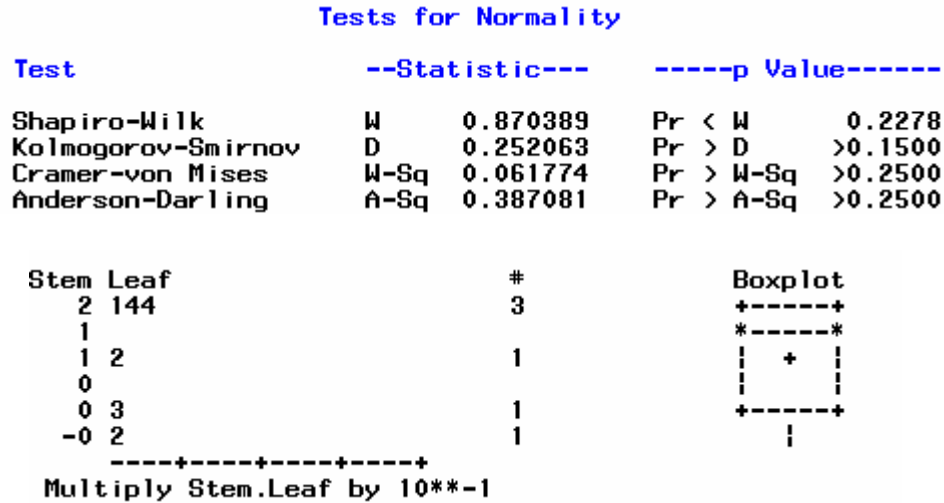 Tests for Normality
Test                  --Statistic---    -----p Value------
Shapiro-Wilk          W     0.870389    Pr < W      0.2278
Kolmogorov-Smirnov    D     0.252063    Pr > D     >0.1500
Cramer-von Mises      W-Sq  0.061774    Pr > W-Sq  >0.2500
Anderson-Darling      A-Sq  0.387081    Pr > A-Sq  >0.2500
Stem Leaf                     #             Boxplot
   2 144                      3             +-----+
   1                                        *-----*
   1 2                        1             |  +  |
   0                                        |     |
   0 3                        1             +-----+
  -0 2                        1                |
     ----+----+----+----+
 Multiply Stem.Leaf by 10**-1